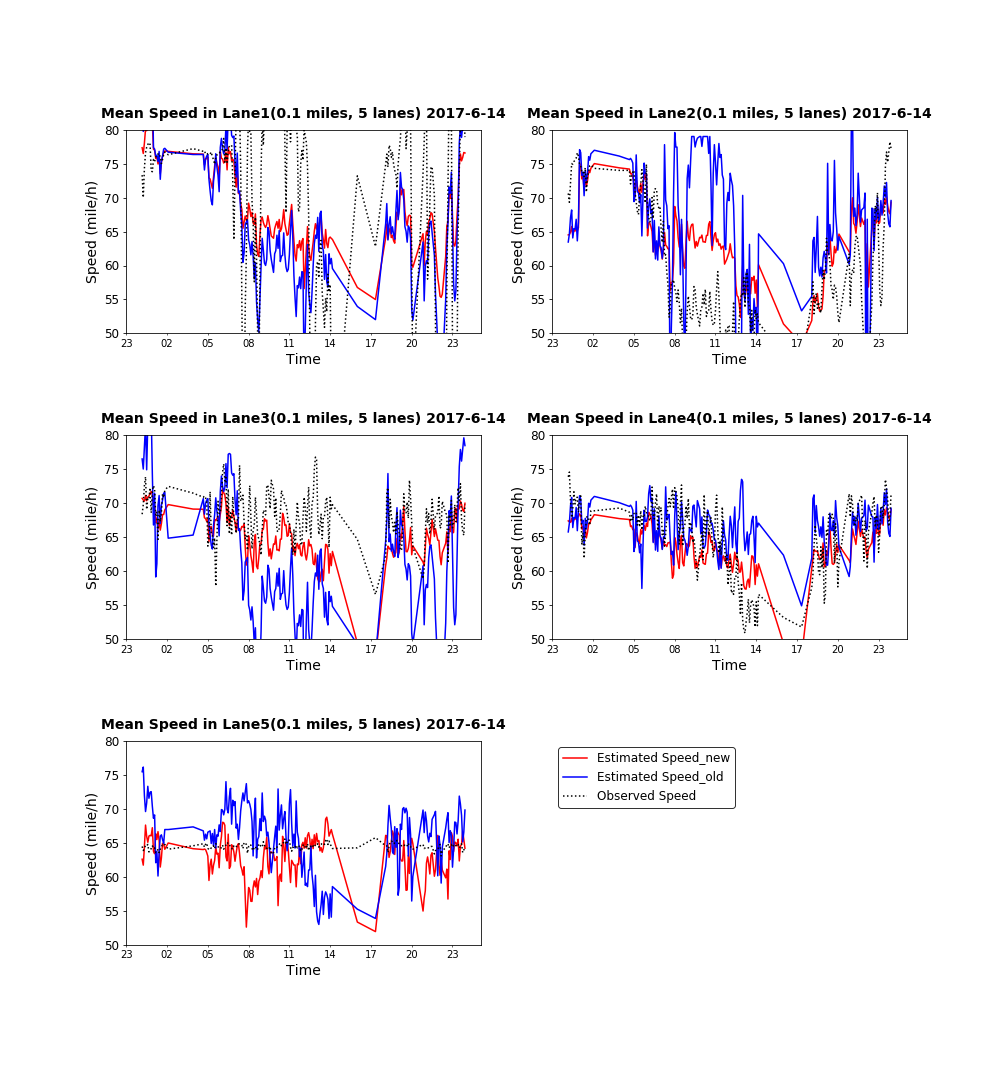 Mean Speed in Lane1(0.1 miles, 5 lanes) 2017-6-14
80
75
70
65
60
55
50
Speed (mile/h)
23 02 05 08 11 14 17 20 23
Time
Mean Speed in Lane2(0.1 miles, 5 lanes) 2017-6-14
80
75
70
65
60
55
50
Speed (mile/h)
23 02 05 08 11 14 17 20 23
Time
Mean Speed in Lane3(0.1 miles, 5 lanes) 2017-6-14
80
75
70
65
60
55
50
Speed (mile/h)
23 02 05 08 11 14 17 20 23
Time
Mean Speed in Lane4(0.1 miles, 5 lanes) 2017-6-14
80
75
70
65
60
55
50
Speed (mile/h)
23 02 05 08 11 14 17 20 23
Time
Mean Speed in Lane5(0.1 miles, 5 lanes) 2017-6-14
80
75
70
65
60
55
50
Speed (mile/h)
23 02 05 08 11 14 17 20 23
Time
Estimated Speed_new
Estimated Speed_old
Observed Speed